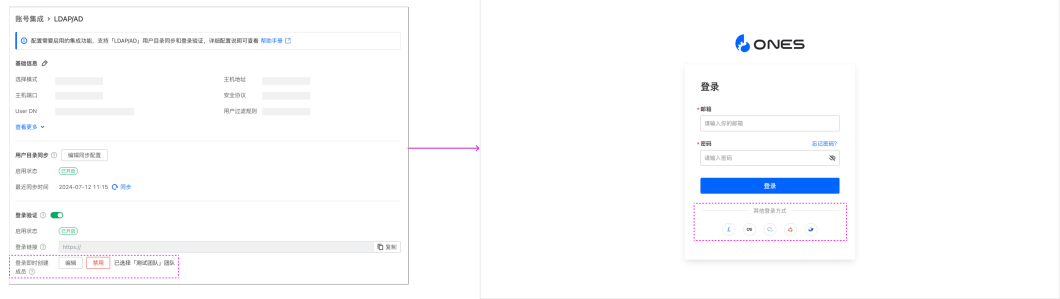 账号集成 > LDAP/AD
配置需要启用的集成功能，支持「LDAP/AD」用户目录同步和登录验证，详细配置说明可查看 帮助手册
基础信息
选择模式
主机地址
主机端口
安全协议
User DN
用户过滤规则
查看更多
用户目录同步 编辑同步配置
启用状态 已开启
最近同步时间 2024-07-12 11:15 同步
登录验证
启用状态 已开启
登录链接 https:// 复制
登录即时创建成员 编辑 禁用 已选择「测试团队」团队
ONES
登录
*邮箱
请输入你的邮箱
*密码 忘记密码?
请输入密码
登录
其他登录方式